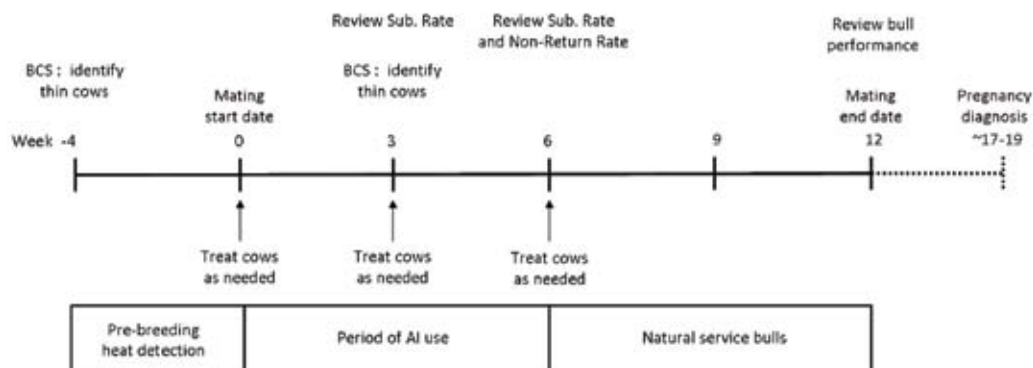 Review Sub. Rate
Review Sub. Rate
and Non-Return Rate
Review bull
performance
BCS : identify
thin cows
Mating
start date
BCS : identify
thin cows
Mating
end date
Pregnancy
diagnosis
Week -4 0 3 6 9 12 ~17-19
Treat cows
as needed
Treat cows
as needed
Treat cows
as needed
Pre-breeding
heat detection
Period of AI use
Natural service bulls